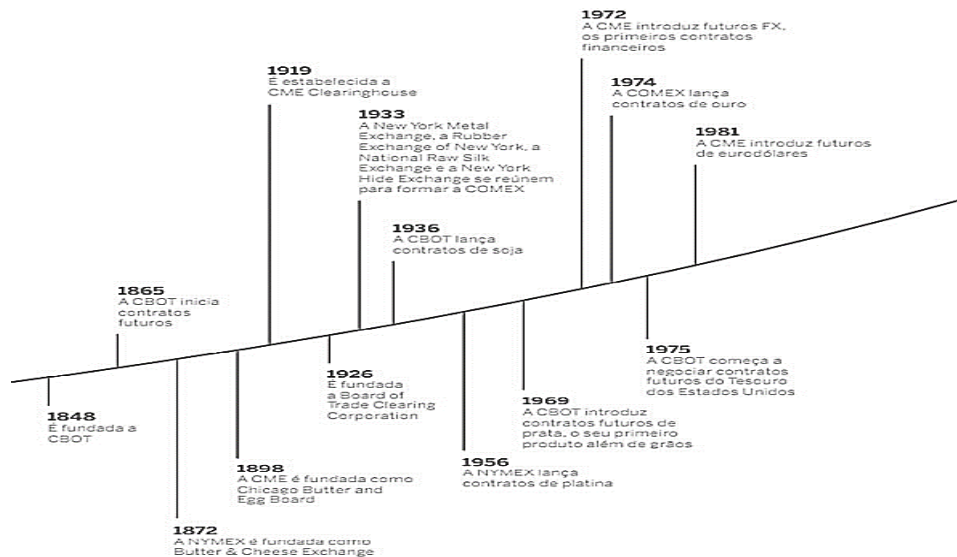 1972
A CME introduz futuros FX,
os primeiros contratos
financeiros
1919
É estabelecida a
CME Clearinghouse
1974
A COMEX lança
contratos de ouro
1933
A New York Metal
Exchange, a Rubber
Exchange of New York, a
National Raw Silk
Exchange e a New York
Hide Exchange se reúnem
para formar a COMEX
1981
A CME introduz futuros
de eurodólares
1936
A CBOT lança
contratos de soja
1865
A CBOT inicia
contratos
futuros
1848
É fundada a
CBOT
1926
É fundada
a Board of
Trade Clearing
Corporation
1975
A CBOT começa a
negociar contratos
futuros do Tesouro
dos Estados Unidos
1969
A CBOT introduz
contratos futuros de
prata, o seu primeiro
produto além de grãos
1956
A NYMEX lança
contratos de platina
1898
A CME é fundada como
Chicago Butter and
Egg Board
1872
A NYMEX é fundada como
Butter & Cheese Exchange